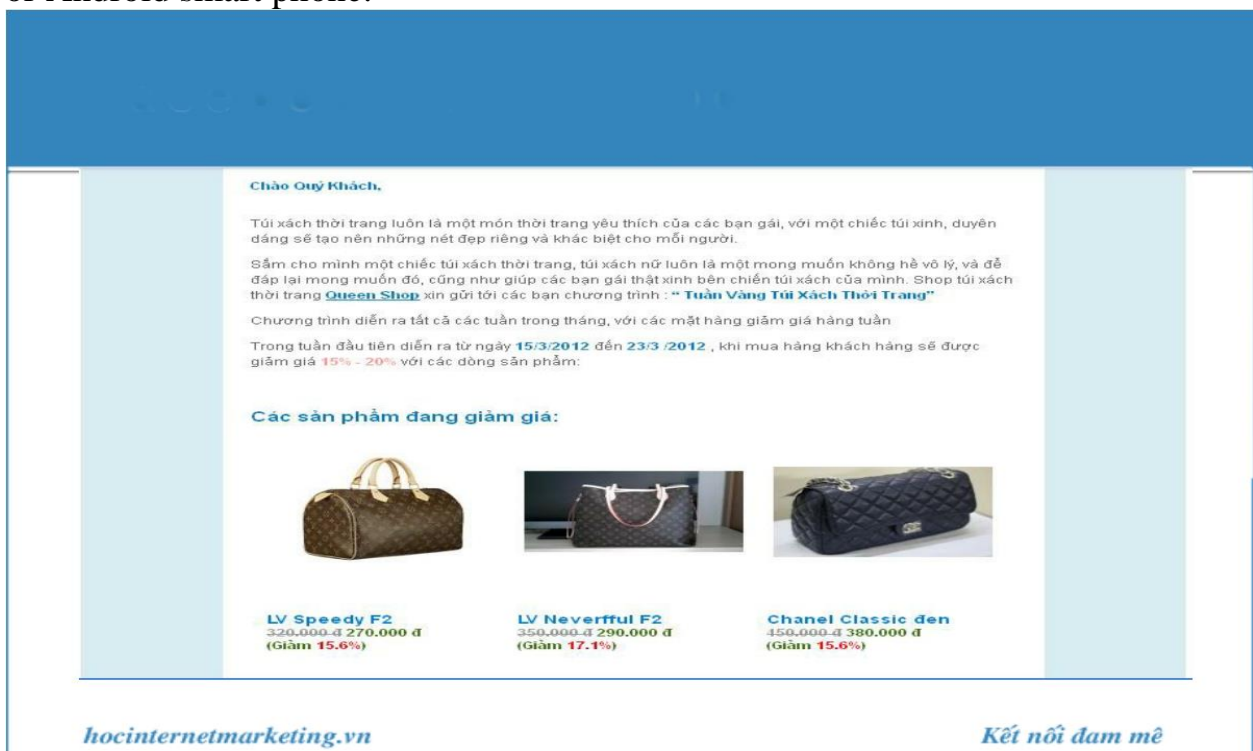 or Android smart phone.
Chào Quý Khách,
Túi xách thời trang luôn là một món thời trang yêu thích của các bạn gái, với một chiếc túi xinh, duyên
dáng sẽ tạo nên những nét đẹp riêng và khác biệt cho mỗi người.
Sắm cho mình một chiếc túi xách thời trang, túi xách nữ luôn là một mong muốn không hề vô lý, và để
đáp lại mong muốn đó, cũng như giúp các bạn gái thật xinh bên chiến túi xách của mình. Shop túi xách
thời trang Queen Shop xin gửi tới các bạn chương trình : “ Tuần Vàng Túi Xách Thời Trang”
Chương trình diễn ra tất cả các tuần trong tháng, với các mặt hàng giảm giá hàng tuần
Trong tuần đầu tiên diễn ra từ ngày 15/3/2012 đến 23/3 /2012 , khi mua hàng khách hàng sẽ được
giảm giá 15% - 20% với các dòng sản phẩm:
Các sản phẩm đang giảm giá:
LV Speedy F2 LV Neverfful F2 Chanel Classic đen
320.000 đ 270.000 đ 350.000 đ 290.000 đ 450.000 đ 380.000 đ
(Giảm 15.6%) (Giảm 17.1%) (Giảm 15.6%)
hocinternetmarketing.vn Kết nối đam mê